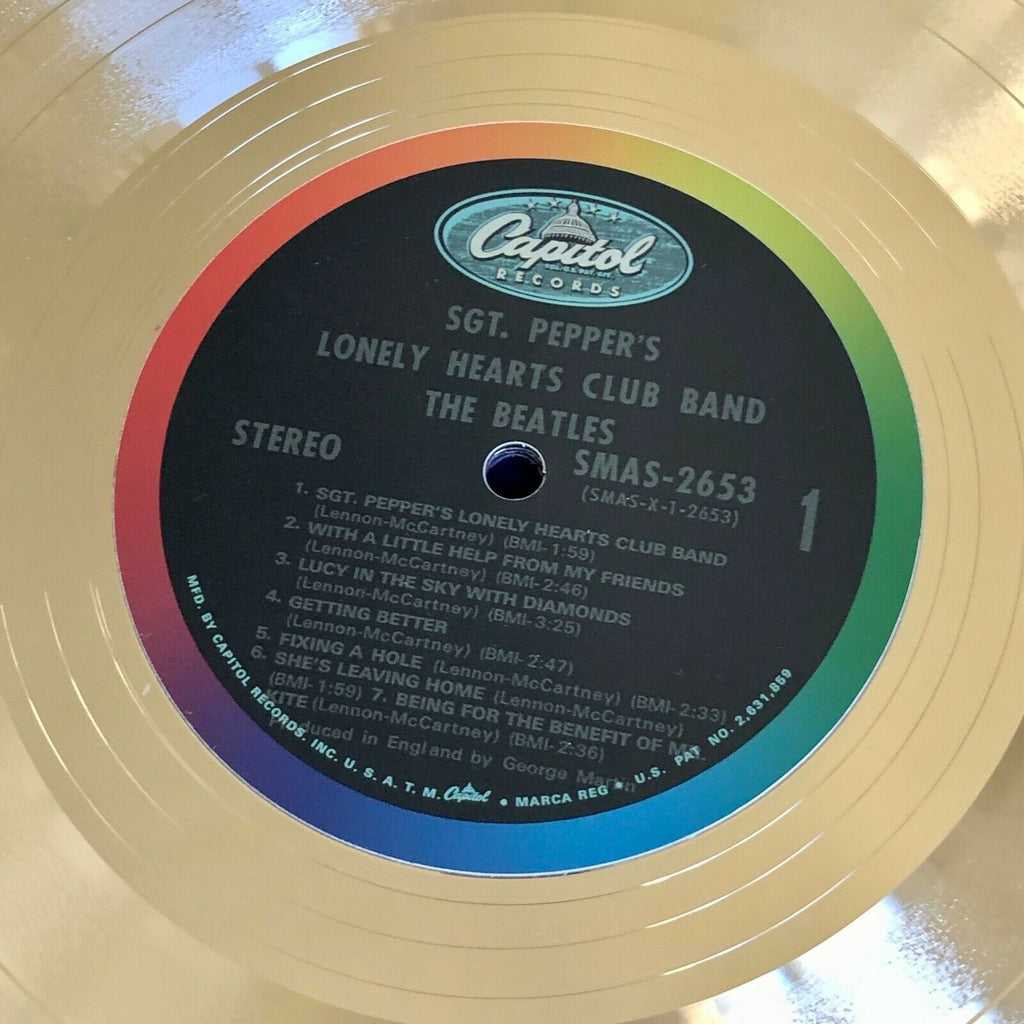 Capitol
RECORDS
SGT. PEPPER'S
LONELY HEARTS CLUB BAND
THE BEATLES
STEREO
SMAS-2653
(SMAS-X-1-2653)
1
1. SGT. PEPPER'S LONELY HEARTS CLUB BAND
(Lennon-McCartney) (BMI-1:59)
2. WITH A LITTLE HELP FROM MY FRIENDS
(Lennon-McCartney) (BMI-2:46)
3. LUCY IN THE SKY WITH DIAMONDS
(Lennon-McCartney) (BMI-3:25)
4. GETTING BETTER
(Lennon-McCartney) (BMI-2:47)
5. FIXING A HOLE (Lennon-McCartney) (BMI-2:33)
6. SHE'S LEAVING HOME (Lennon-McCartney)
(BMI-1:59) 7. BEING FOR THE BENEFIT OF MR.
KITE (Lennon-McCartney) (BMI-2:36)
Produced in England by George Martin
MFD. BY CAPITOL RECORDS, INC. U. S. A. T. M. Capitol • MARCA REG • U.S. PAT. NO. 2,631,859